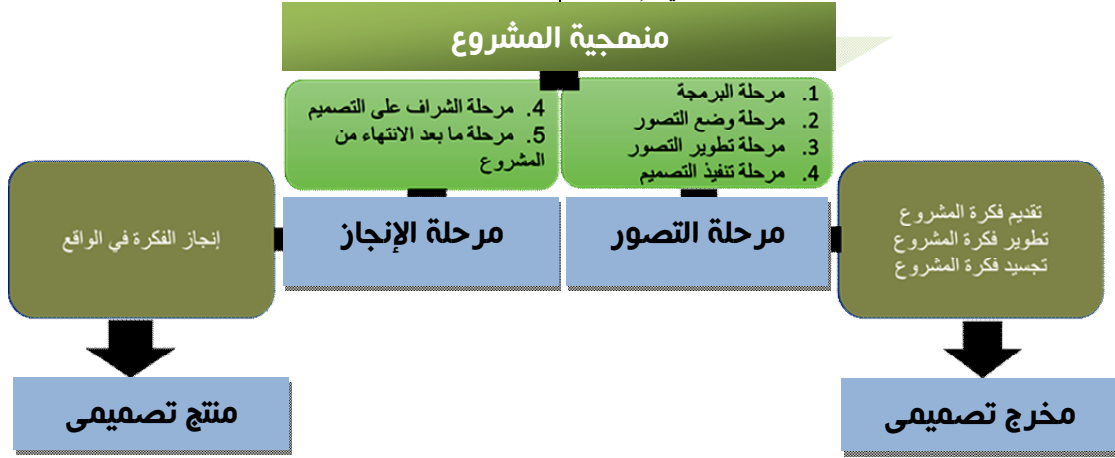 منهجية المشروع
1. مرحلة البرمجة
2. مرحلة وضع التصور
3. مرحلة تطوير التصور
4. مرحلة تنفيذ التصميم
4. مرحلة الشراف على التصميم
5. مرحلة ما بعد الانتهاء من
المشروع
مرحلة التصور
مرحلة الإنجاز
تقديم فكرة المشروع
تطوير فكرة المشروع
تجسيد فكرة المشروع
إنجاز الفكرة في الواقع
مخرج تصميمى
منتج تصميمى